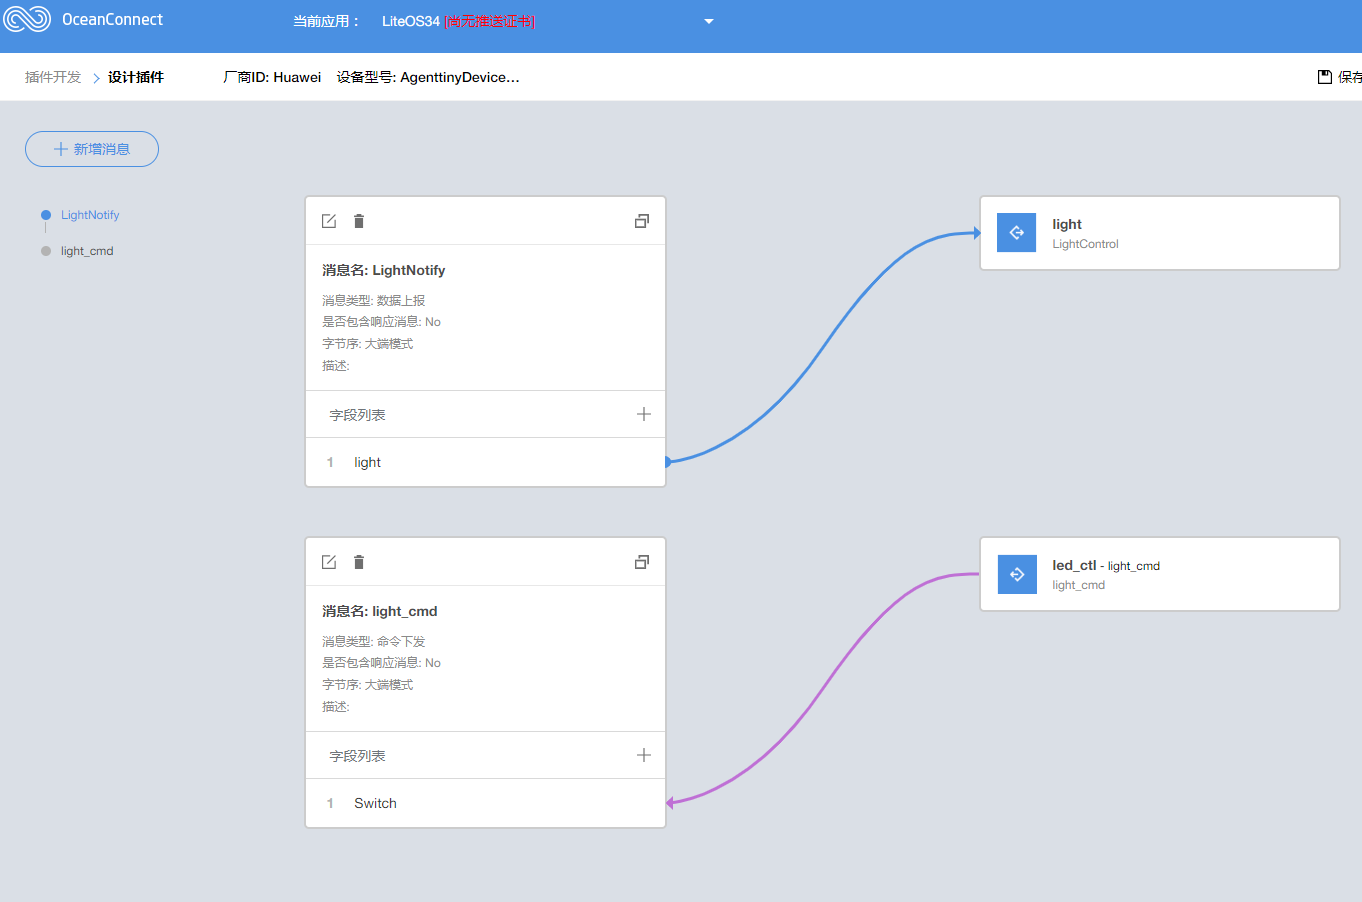 OceanConnect
当前应用： LiteOS34 [尚无推送证书]
插件开发 设计插件 厂商ID: Huawei 设备型号: AgenttinyDevice...
保存
新增消息
LightNotify
light_cmd
消息名: LightNotify
消息类型: 数据上报
是否包含响应消息: No
字节序: 大端模式
描述:
字段列表
1 light
light
LightControl
消息名: light_cmd
消息类型: 命令下发
是否包含响应消息: No
字节序: 大端模式
描述:
字段列表
1 Switch
led_ctl - light_cmd
light_cmd